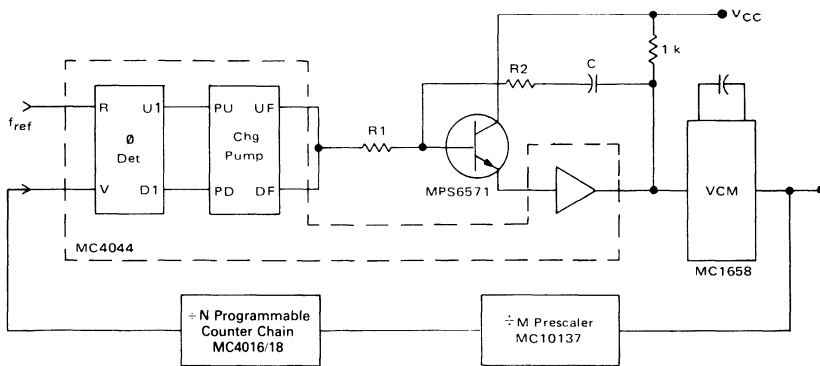 V_CC
1 k
R2
C
f_ref
R
U1
Ø
Det
V
D1
PU
UF
Chg
Pump
PD
DF
R1
MPS6571
MC4044
VCM
MC1658
÷N Programmable
Counter Chain
MC4016/18
÷M Prescaler
MC10137